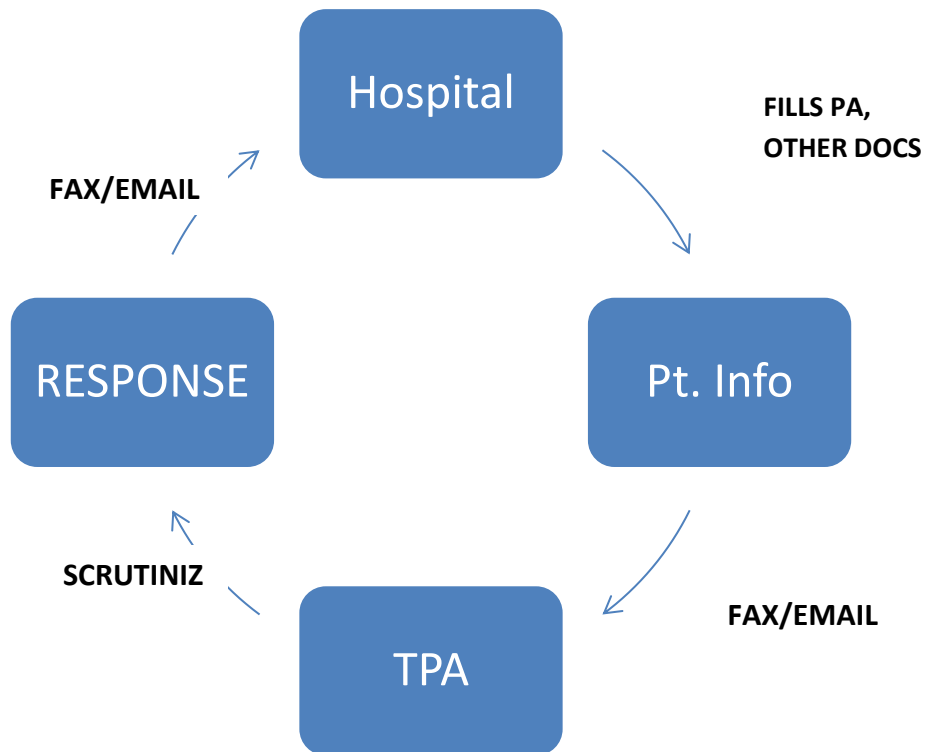 Hospital
FILLS PA,
OTHER DOCS
FAX/EMAIL
RESPONSE
Pt. Info
SCRUTINIZ
FAX/EMAIL
TPA